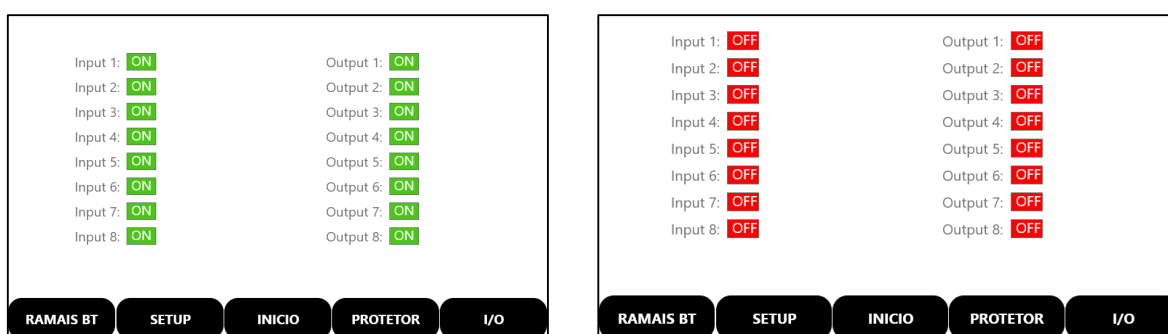 Input 1: ON Output 1: ON
Input 2: ON Output 2: ON
Input 3: ON Output 3: ON
Input 4: ON Output 4: ON
Input 5: ON Output 5: ON
Input 6: ON Output 6: ON
Input 7: ON Output 7: ON
Input 8: ON Output 8: ON
RAMAIS BT SETUP INICIO PROTETOR I/O
Input 1: OFF Output 1: OFF
Input 2: OFF Output 2: OFF
Input 3: OFF Output 3: OFF
Input 4: OFF Output 4: OFF
Input 5: OFF Output 5: OFF
Input 6: OFF Output 6: OFF
Input 7: OFF Output 7: OFF
Input 8: OFF Output 8: OFF
RAMAIS BT SETUP INICIO PROTETOR I/O